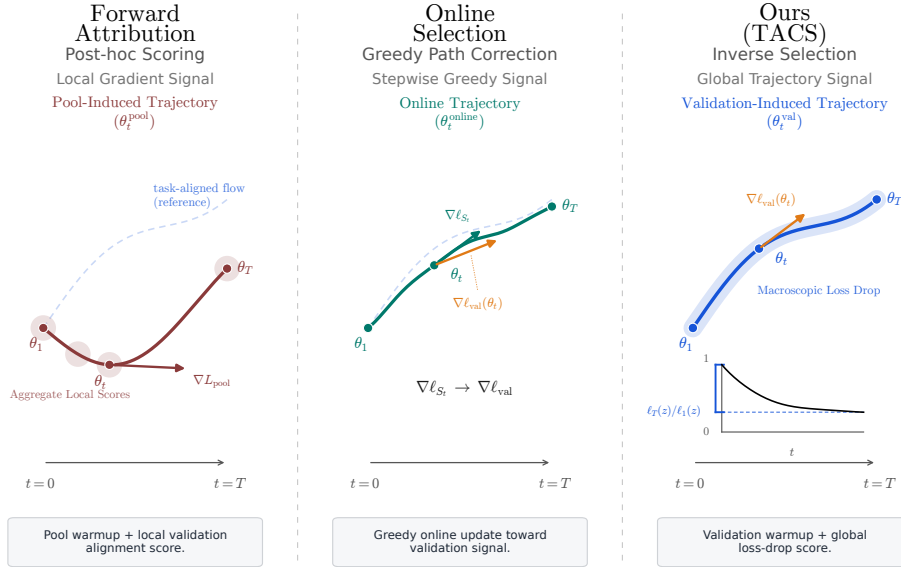 Forward
Attribution
Post-hoc Scoring
Local Gradient Signal
Pool-Induced Trajectory
(θ_t^pool)
task-aligned flow
(reference)
θ_T
θ_1
θ_t
∇L_pool
Aggregate Local Scores
t = 0
t = T
Pool warmup + local validation
alignment score.
Online
Selection
Greedy Path Correction
Stepwise Greedy Signal
Online Trajectory
(θ_t^online)
∇ℓ_{S_t}
θ_T
θ_t
∇ℓ_val(θ_t)
θ_1
∇ℓ_{S_t} → ∇ℓ_val
t = 0
t = T
Greedy online update toward
validation signal.
Ours
(TACS)
Inverse Selection
Global Trajectory Signal
Validation-Induced Trajectory
(θ_t^val)
∇ℓ_val(θ_t)
θ_T
θ_t
Macroscopic Loss Drop
θ_1
1
ℓ_T(z)/ℓ_1(z)
0
t
t = 0
t = T
Validation warmup + global
loss-drop score.